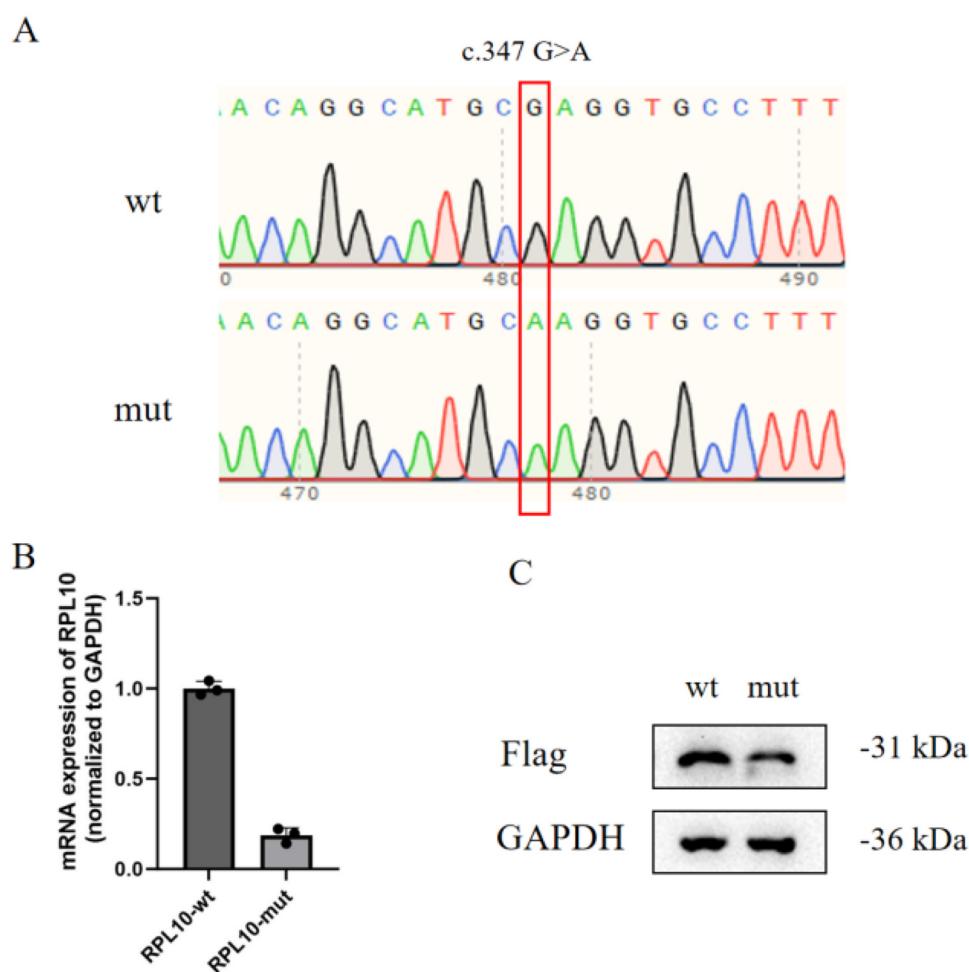 A
c.347 G>A
A C A G G C A T G C G A G G T G C C T T T
wt
0 480 490
A A C A G G C A T G C A A G G T G C C T T T
mut
470 480
B
mRNA expression of RPL10
(normalized to GAPDH)
1.5
1.0
0.5
0.0
RPL10-wt
RPL10-mut
C
wt mut
Flag
-31 kDa
GAPDH
-36 kDa